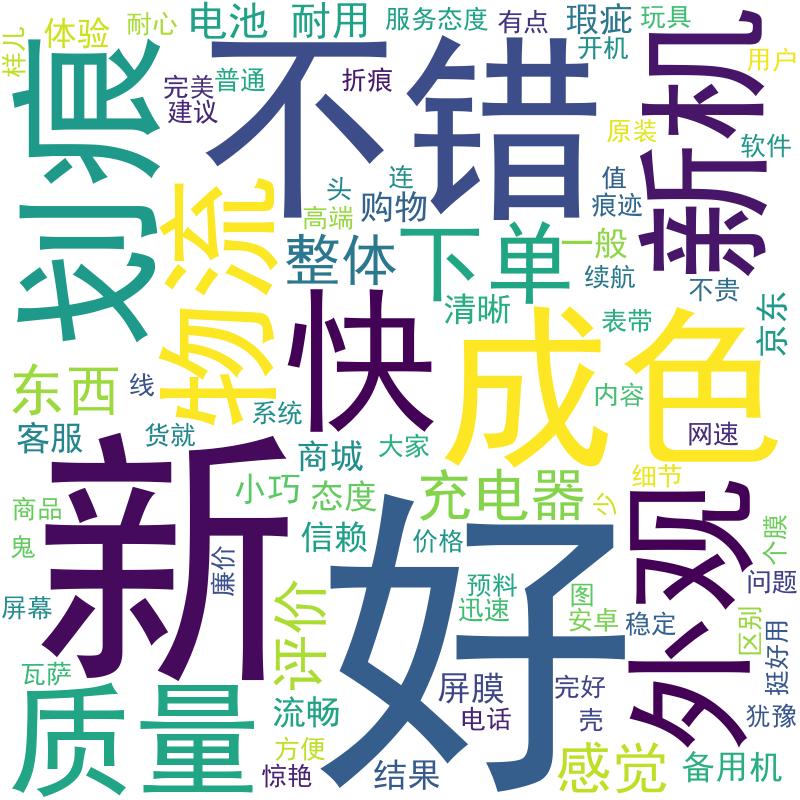 样儿
体验
耐心
电池
耐用
服务态度
有点
瑕疵
玩具
开机
用户
划痕
完美
普通
折痕
建议
不错
新机
原装
软件
物流
头
连
高端
购物
值
痕迹
整体
下单
一般
续航
不贵
清晰
表带
京东
快
成色
东西
线
系统
内容
网速
客服
货就
商城
大家
商品
小巧
态度
充电器
细节
少
外观
鬼
新
廉价
信赖
价格
个膜
好
屏幕
评价
预料
迅速
图
安卓
稳定
问题
区别
挺好用
瓦萨
质量
流畅
屏膜
电话
完好
壳
犹豫
方便
惊艳
结果
感觉
备用机